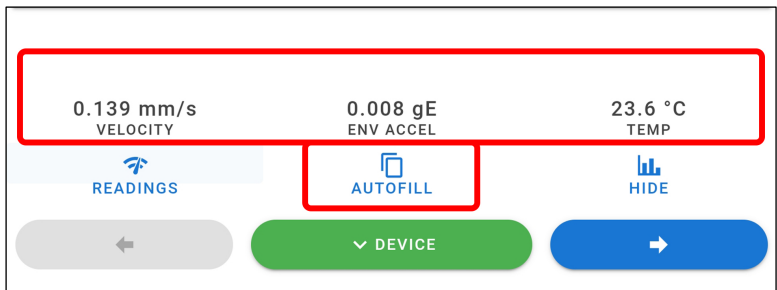 0.139 mm/s 0.008 gE 23.6 °C
VELOCITY ENV ACCEL TEMP
READINGS AUTOFILL HIDE
DEVICE